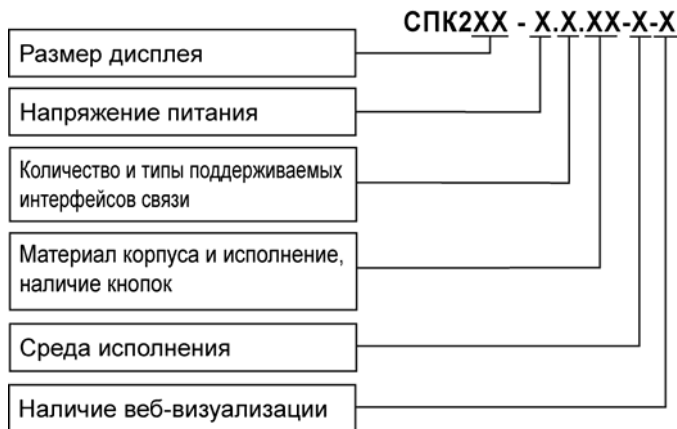 СПК2XX - X.X.XX-X-X
Размер дисплея
Напряжение питания
Количество и типы поддерживаемых
интерфейсов связи
Материал корпуса и исполнение,
наличие кнопок
Среда исполнения
Наличие веб-визуализации